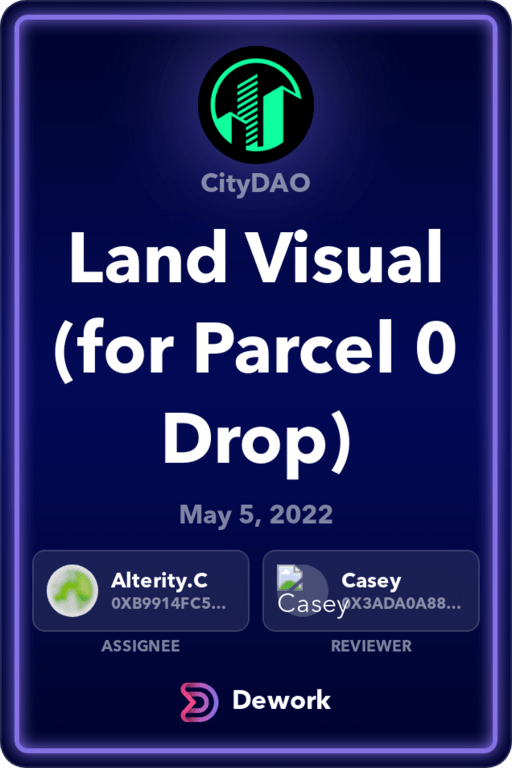 CityDAO
Land Visual
(for Parcel 0
Drop)
May 5, 2022
Alterity.C
0XB9914FC5...
Casey
Casey
0X3ADA0A88...
ASSIGNEE
REVIEWER
Dework